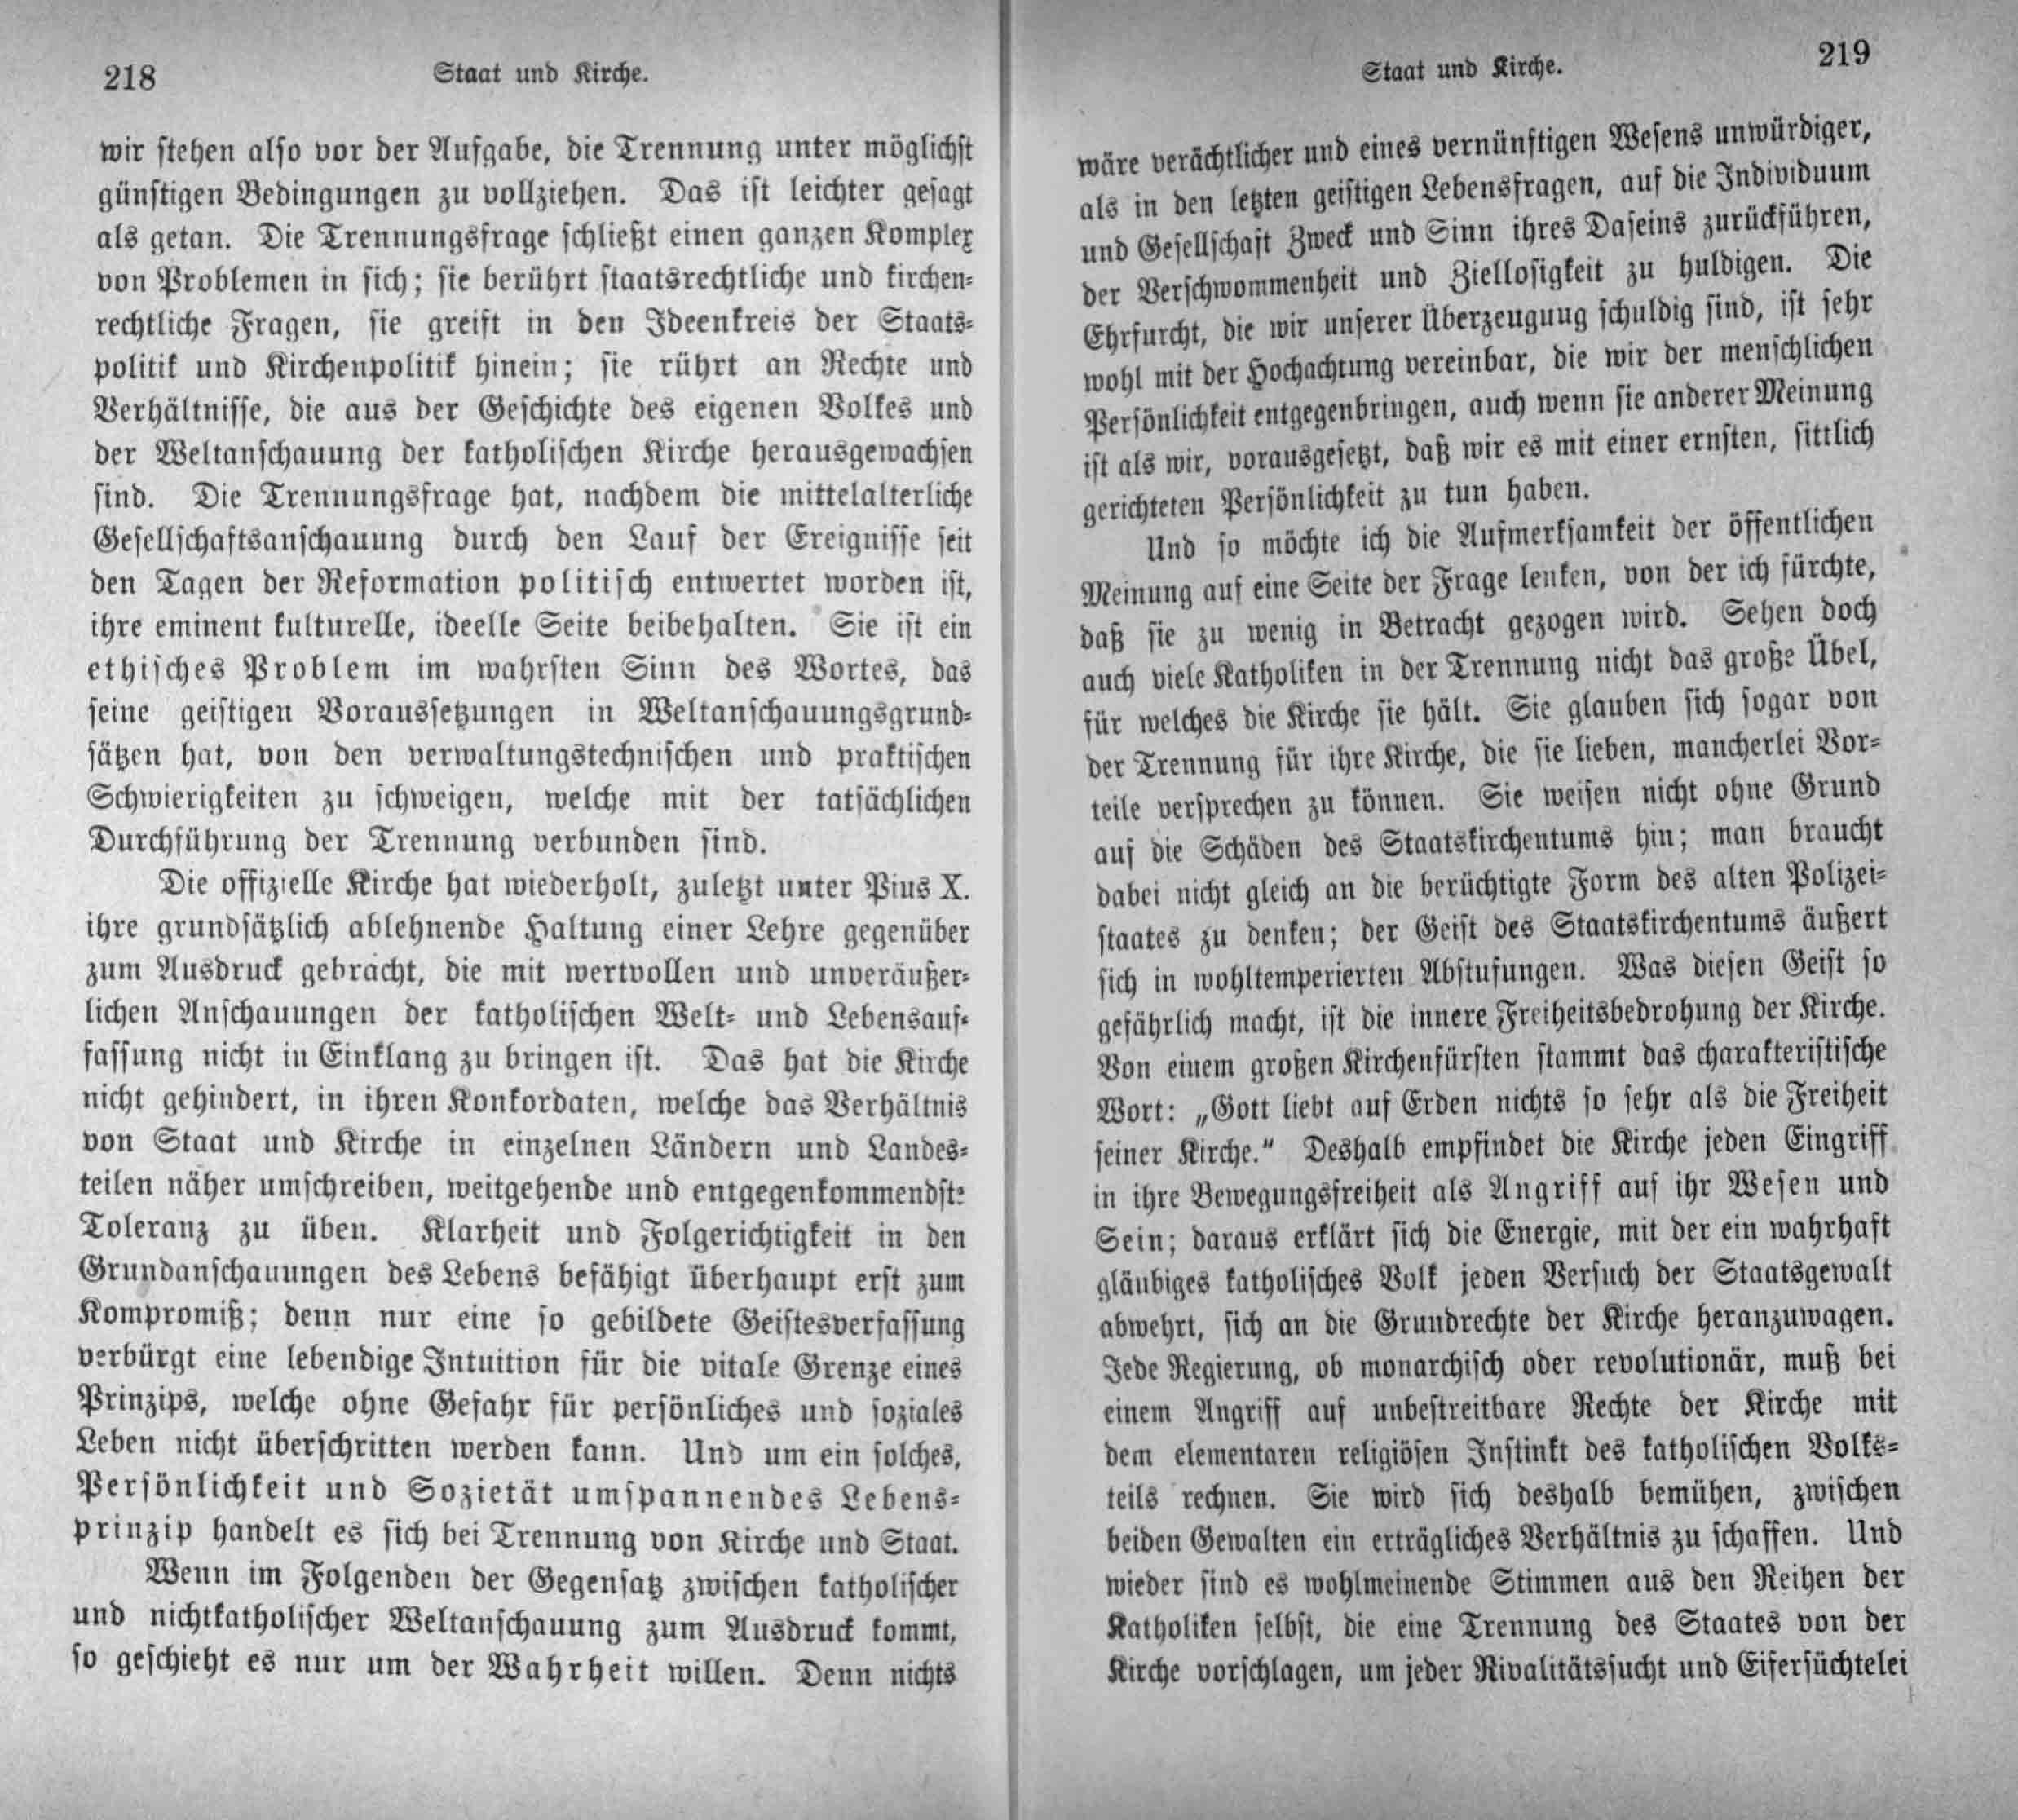 218
Staat und Kirche.
wir stehen also vor der Aufgabe, die Trennung unter möglichst
günstigen Bedingungen zu vollziehen. Das ist leichter gesagt
als getan. Die Trennungsfrage schließt einen ganzen Komplex
von Problemen in sich; sie berührt staatsrechtliche und kirchen-
rechtliche Fragen, sie greift in den Ideenkreis der Staats-
politik und Kirchenpolitik hinein; sie rührt an Rechte und
Verhältnisse, die aus der Geschichte des eigenen Volkes und
der Weltanschauung der katholischen Kirche herausgewachsen
sind. Die Trennungsfrage hat, nachdem die mittelalterliche
Gesellschaftsanschauung durch den Lauf der Ereignisse seit
den Tagen der Reformation politisch entwertet worden ist,
ihre eminent kulturelle, ideelle Seite beibehalten. Sie ist ein
ethisches Problem im wahrsten Sinn des Wortes, das
seine geistigen Voraussetzungen in Weltanschauungsgrund-
sätzen hat, von den verwaltungstechnischen und praktischen
Schwierigkeiten zu schweigen, welche mit der tatsächlichen
Durchführung der Trennung verbunden sind.
Die offizielle Kirche hat wiederholt, zuletzt unter Pius X.
ihre grundsätzlich ablehnende Haltung einer Lehre gegenüber
zum Ausdruck gebracht, die mit wertvollen und unveräußer-
lichen Anschauungen der katholischen Welt- und Lebensauf-
fassung nicht in Einklang zu bringen ist. Das hat die Kirche
nicht gehindert, in ihren Konkordaten, welche das Verhältnis
von Staat und Kirche in einzelnen Ländern und Landes-
teilen näher umschreiben, weitgehende und entgegenkommendste
Toleranz zu üben. Klarheit und Folgerichtigkeit in den
Grundanschauungen des Lebens befähigt überhaupt erst zum
Kompromiß; denn nur eine so gebildete Geistesverfassung
verbürgt eine lebendige Intuition für die vitale Grenze eines
Prinzips, welche ohne Gefahr für persönliches und soziales
Leben nicht überschritten werden kann. Und um ein solches,
Persönlichkeit und Sozietät umspannendes Lebens-
prinzip handelt es sich bei Trennung von Kirche und Staat.
Wenn im Folgenden der Gegensatz zwischen katholischer
und nichtkatholischer Weltanschauung zum Ausdruck kommt,
so geschieht es nur um der Wahrheit willen. Denn nichts
Staat und Kirche.
219
wäre verächtlicher und eines vernünftigen Wesens unwürdiger,
als in den letzten geistigen Lebensfragen, auf die Individuum
und Gesellschaft Zweck und Sinn ihres Daseins zurückführen,
der Verschwommenheit und Ziellosigkeit zu huldigen. Die
Ehrfurcht, die wir unserer Überzeugung schuldig sind, ist sehr
wohl mit der Hochachtung vereinbar, die wir der menschlichen
Persönlichkeit entgegenbringen, auch wenn sie anderer Meinung
ist als wir, vorausgesetzt, daß wir es mit einer ernsten, sittlich
gerichteten Persönlichkeit zu tun haben.
Und so möchte ich die Aufmerksamkeit der öffentlichen
Meinung auf eine Seite der Frage lenken, von der ich fürchte,
daß sie zu wenig in Betracht gezogen wird. Sehen doch
auch viele Katholiken in der Trennung nicht das große Übel,
für welches die Kirche sie hält. Sie glauben sich sogar von
der Trennung für ihre Kirche, die sie lieben, mancherlei Vor-
teile versprechen zu können. Sie weisen nicht ohne Grund
auf die Schäden des Staatskirchentums hin; man braucht
dabei nicht gleich an die berüchtigte Form des alten Polizei-
staates zu denken; der Geist des Staatskirchentums äußert
sich in wohltemperierten Abstufungen. Was diesen Geist so
gefährlich macht, ist die innere Freiheitsbedrohung der Kirche.
Von einem großen Kirchenfürsten stammt das charakteristische
Wort: „Gott liebt auf Erden nichts so sehr als die Freiheit
seiner Kirche.“ Deshalb empfindet die Kirche jeden Eingriff
in ihre Bewegungsfreiheit als Angriff auf ihr Wesen und
Sein; daraus erklärt sich die Energie, mit der ein wahrhaft
gläubiges katholisches Volk jeden Versuch der Staatsgewalt
abwehrt, sich an die Grundrechte der Kirche heranzuwagen.
Jede Regierung, ob monarchisch oder revolutionär, muß bei
einem Angriff auf unbestreitbare Rechte der Kirche mit
dem elementaren religiösen Instinkt des katholischen Volks-
teils rechnen. Sie wird sich deshalb bemühen, zwischen
beiden Gewalten ein erträgliches Verhältnis zu schaffen. Und
wieder sind es wohlmeinende Stimmen aus den Reihen der
Katholiken selbst, die eine Trennung des Staates von der
Kirche vorschlagen, um jeder Rivalitätssucht und Eifersüchtelei